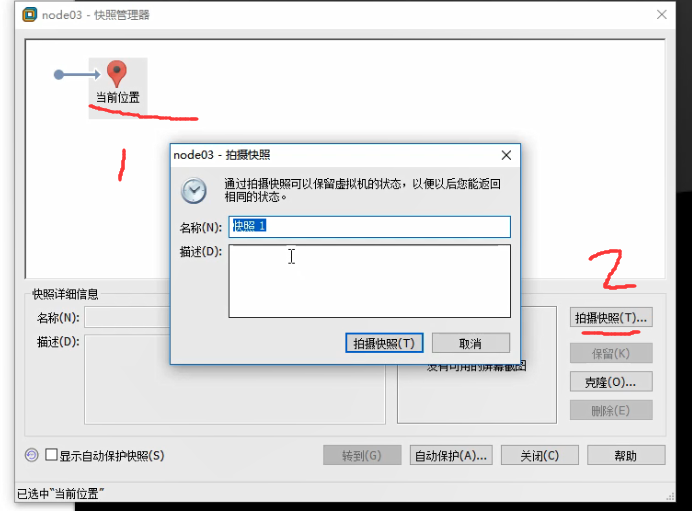 node03 - 快照管理器
当前位置
1
node03 - 拍摄快照
通过拍摄快照可以保留虚拟机的状态，以便以后您能返回
相同的状态。
名称(N):
快照 1
描述(D):
拍摄快照(T)
取消
2
快照详细信息
名称(N):
描述(D):
没有可用的屏幕截图
拍摄快照(T)...
保留(K)
克隆(O)...
删除(E)
显示自动保护快照(S)
转到(G)
自动保护(A)...
关闭(C)
帮助
已选中"当前位置"